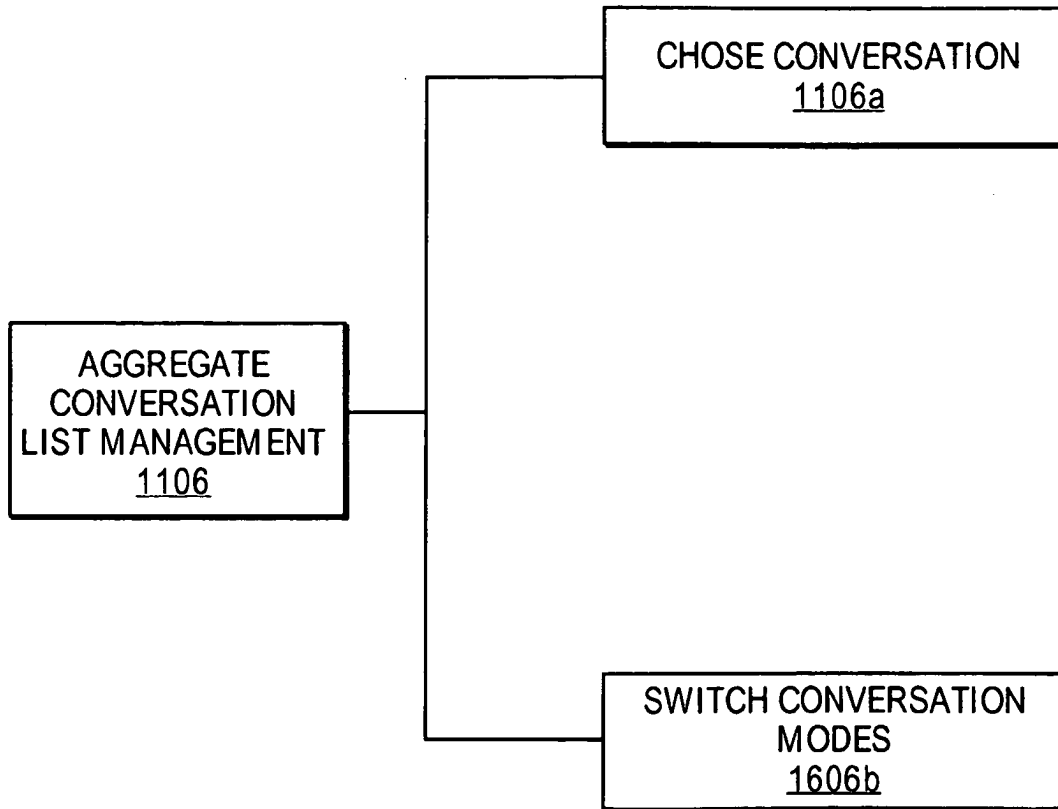 CHOSE CONVERSATION
1106a
AGGREGATE
CONVERSATION
LIST MANAGEMENT
1106
SWITCH CONVERSATION
MODES
1606b